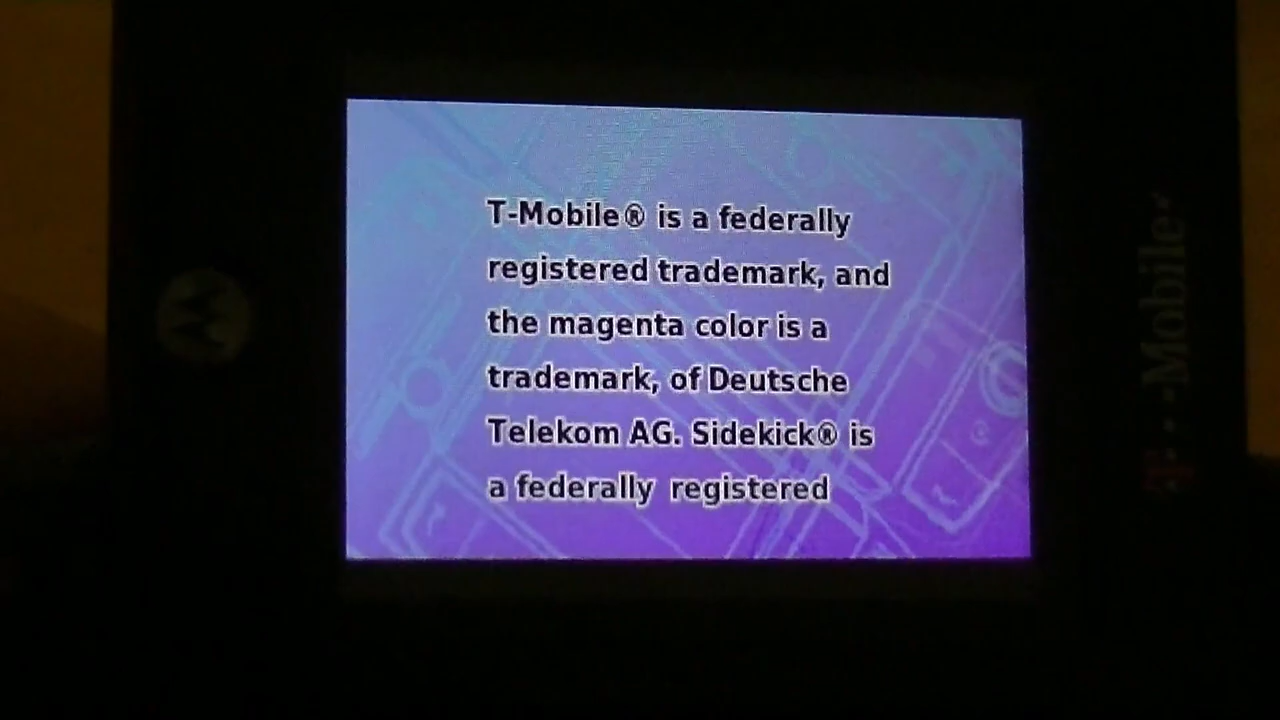 T-Mobile® is a federally
registered trademark, and
the magenta color is a
trademark, of Deutsche
Telekom AG. Sidekick® is
a federally registered
T··Mobile·